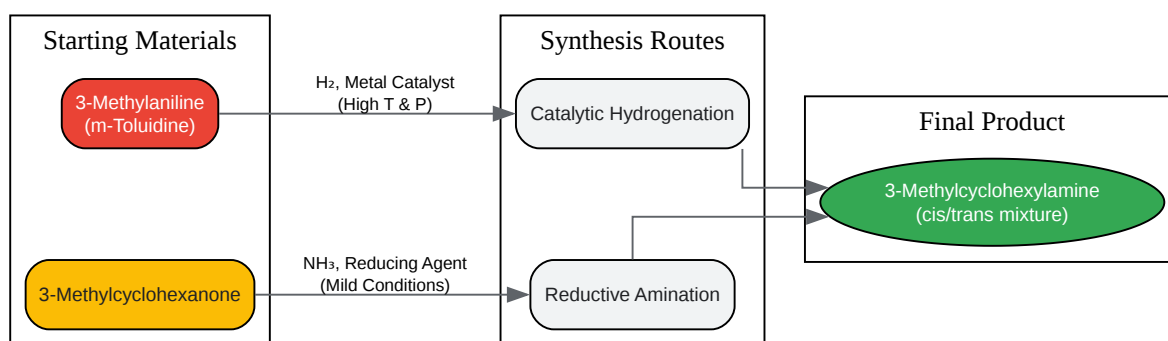 Starting Materials
Synthesis Routes
Final Product
3-Methylaniline
(m-Toluidine)
H₂, Metal Catalyst
(High T & P)
Catalytic Hydrogenation
3-Methylcyclohexylamine
(cis/trans mixture)
3-Methylcyclohexanone
NH₃, Reducing Agent
(Mild Conditions)
Reductive Amination